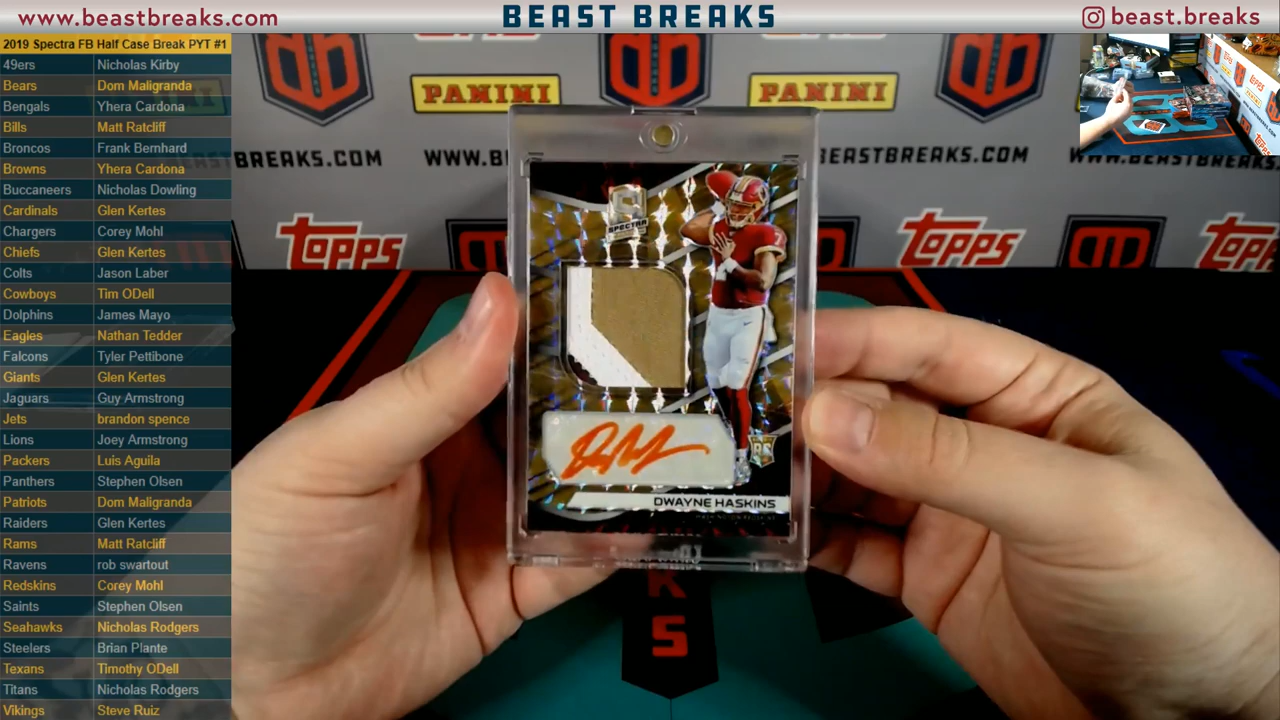 www.beastbreaks.com
BEAST BREAKS
beast.breaks
2019 Spectra FB Half Case Break PYT #1
49ers Nicholas Kirby
Bears Dom Maligranda
Bengals Yhera Cardona
Bills Matt Ratcliff
Broncos Frank Bernhard
Browns Yhera Cardona
Buccaneers Nicholas Dowling
Cardinals Glen Kertes
Chargers Corey Mohl
Chiefs Glen Kertes
Colts Jason Laber
Cowboys Tim ODell
Dolphins James Mayo
Eagles Nathan Tedder
Falcons Tyler Pettibone
Giants Glen Kertes
Jaguars Guy Armstrong
Jets brandon spence
Lions Joey Armstrong
Packers Luis Aguila
Panthers Stephen Olsen
Patriots Dom Maligranda
Raiders Glen Kertes
Rams Matt Ratcliff
Ravens rob swartout
Redskins Corey Mohl
Saints Stephen Olsen
Seahawks Nicholas Rodgers
Steelers Brian Plante
Texans Timothy ODell
Titans Nicholas Rodgers
Vikings Steve Ruiz
PANINI
PANINI
BREAKS.COM
WWW.
BEASTBREAKS.COM
WWW.BEASTBREAKS.COM
topps
topps
topps
S
SPECTRA
7
DWAYNE HASKINS
KS